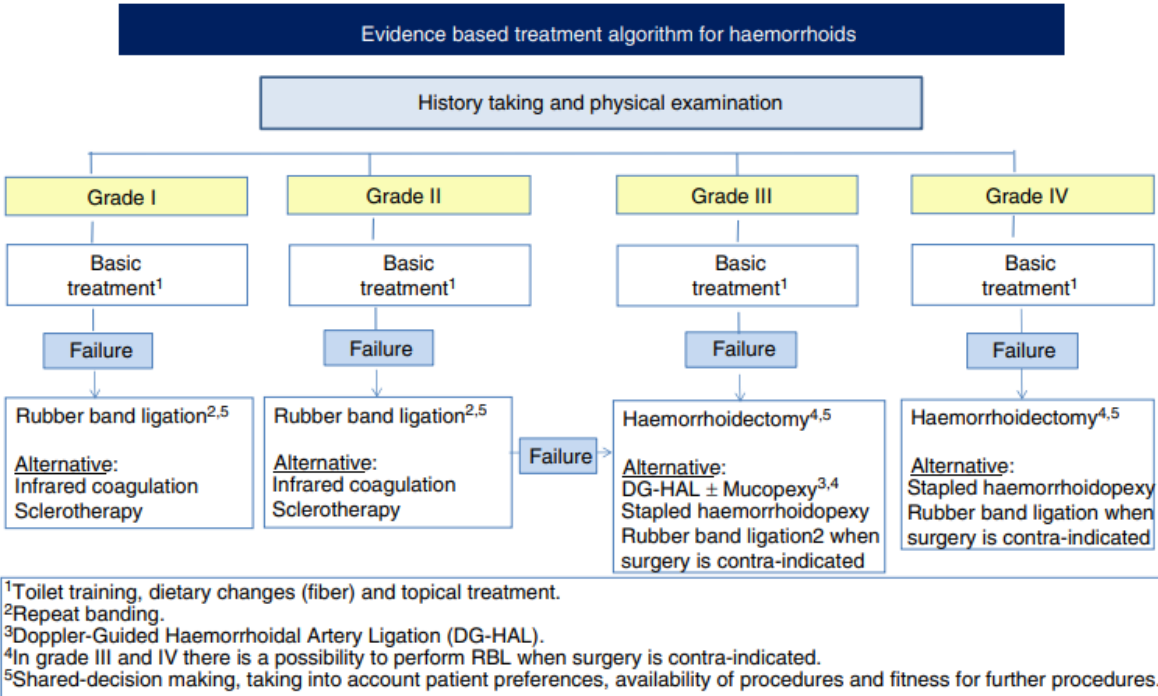 Evidence based treatment algorithm for haemorrhoids
History taking and physical examination
Grade I
Grade II
Grade III
Grade IV
Basic
treatment¹
Basic
treatment¹
Basic
treatment¹
Basic
treatment¹
Failure
Failure
Failure
Failure
Rubber band ligation²,⁵
Alternative:
Infrared coagulation
Sclerotherapy
Rubber band ligation²,⁵
Alternative:
Infrared coagulation
Sclerotherapy
Failure
Haemorrhoidectomy⁴,⁵
Alternative:
DG-HAL ± Mucopexy³,⁴
Stapled haemorrhoidopexy
Rubber band ligation2 when
surgery is contra-indicated
Haemorrhoidectomy⁴,⁵
Alternative:
Stapled haemorrhoidopexy
Rubber band ligation when
surgery is contra-indicated
¹Toilet training, dietary changes (fiber) and topical treatment.
²Repeat banding.
³Doppler-Guided Haemorrhoidal Artery Ligation (DG-HAL).
⁴In grade III and IV there is a possibility to perform RBL when surgery is contra-indicated.
⁵Shared-decision making, taking into account patient preferences, availability of procedures and fitness for further procedures.